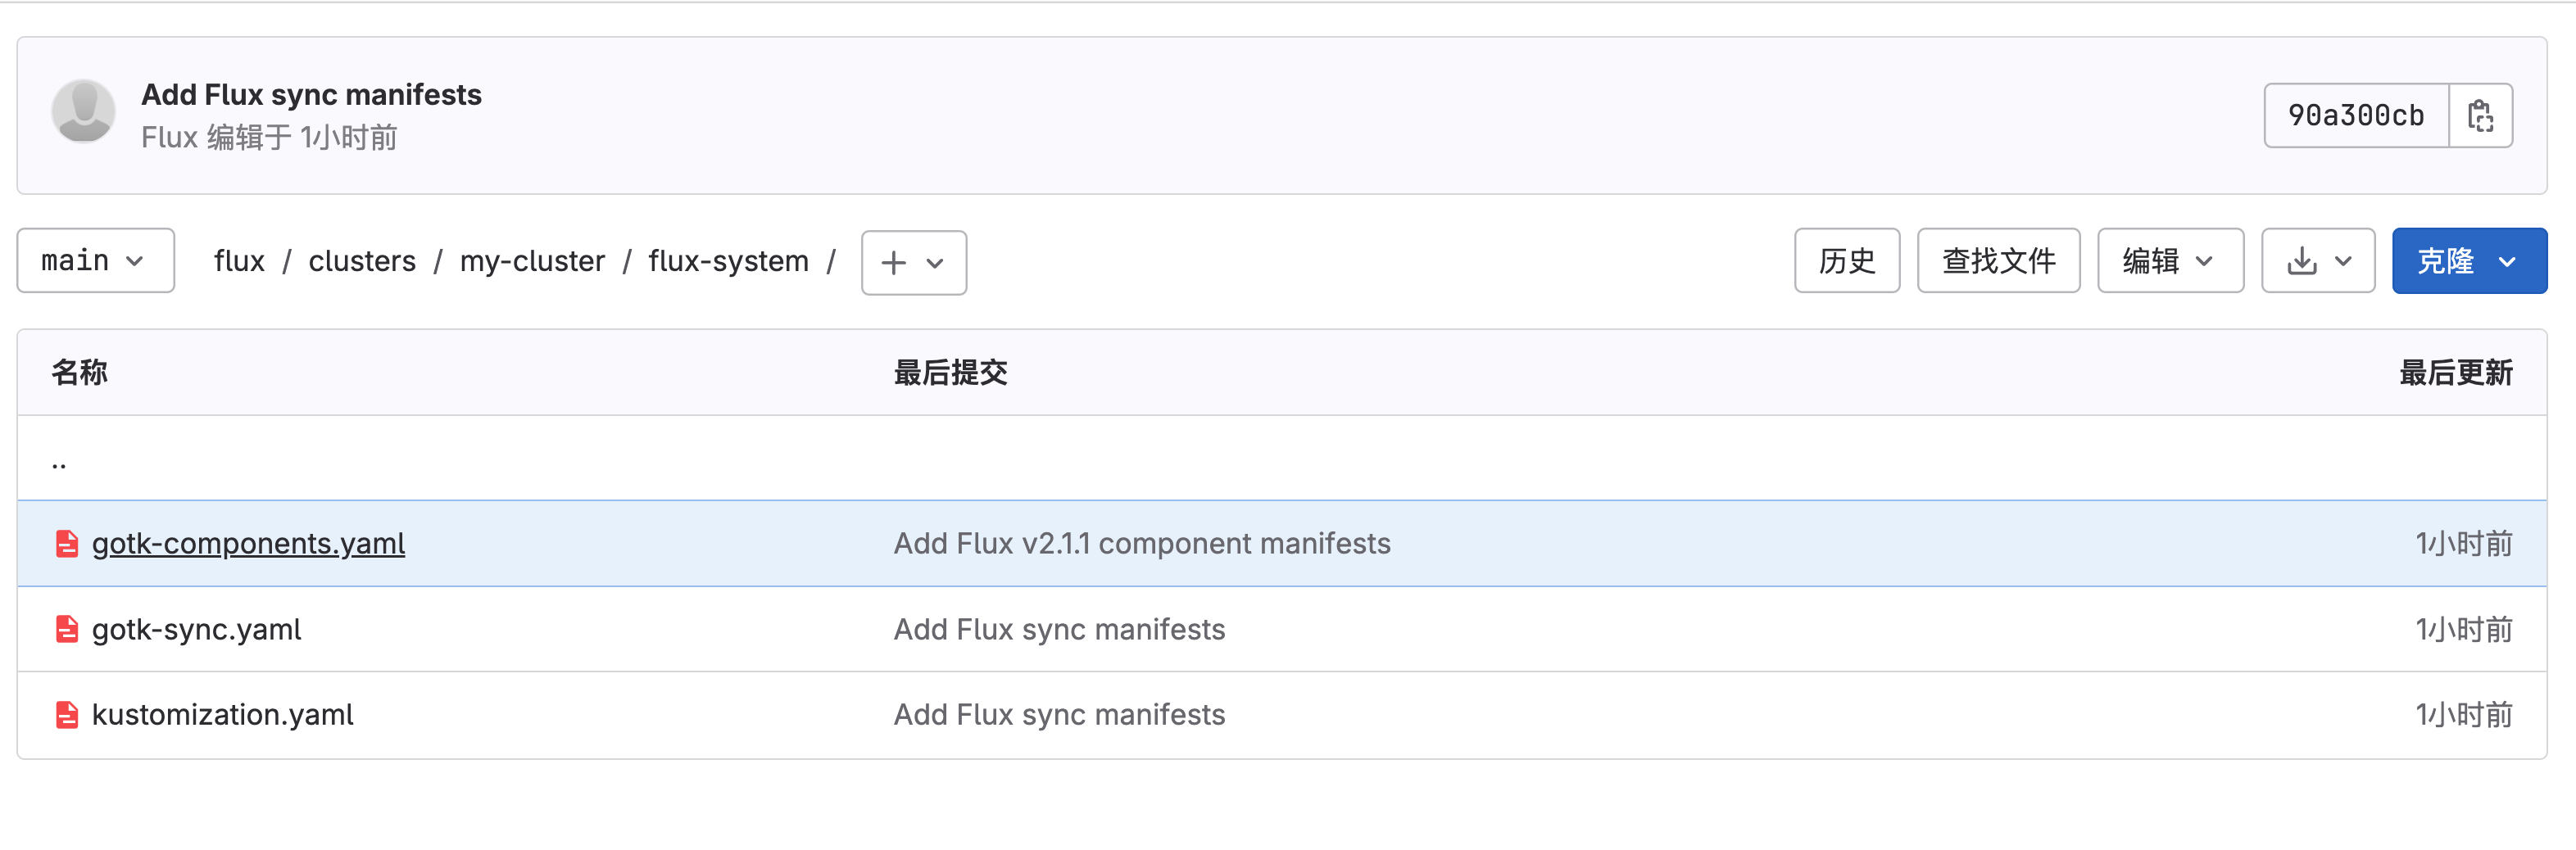 Add Flux sync manifests
Flux 编辑于 1小时前
90a300cb
main
flux / clusters / my-cluster / flux-system /
历史
查找文件
编辑
克隆
名称 最后提交 最后更新
..
gotk-components.yaml Add Flux v2.1.1 component manifests 1小时前
gotk-sync.yaml Add Flux sync manifests 1小时前
kustomization.yaml Add Flux sync manifests 1小时前